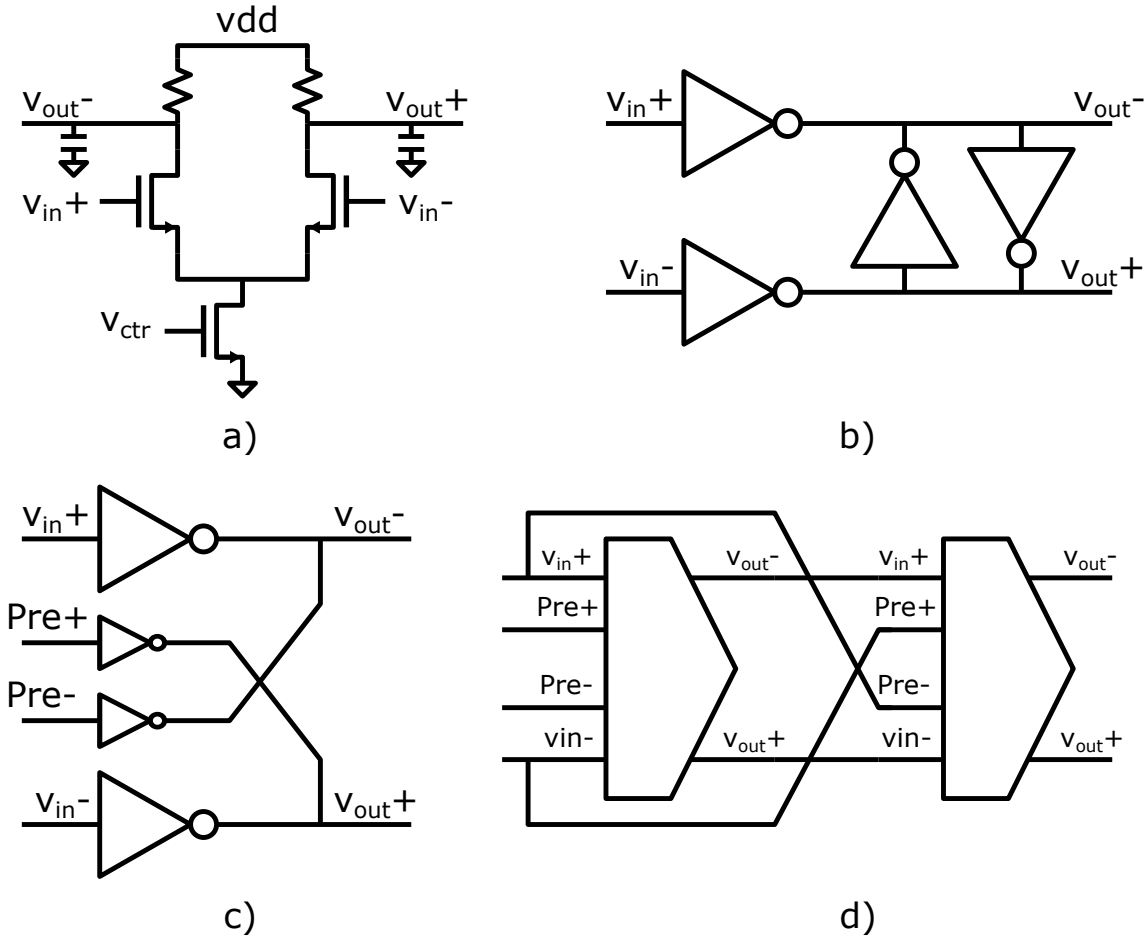 vdd
vout- vout+
vin+ vin-
vctr
a)
vin+ vout-
vin- vout+
b)
vin+ vout-
Pre+
Pre-
vin- vout+
c)
vin+ vout- vin+ vout-
Pre+ Pre+
Pre- Pre-
vin- vout+ vin- vout+
d)